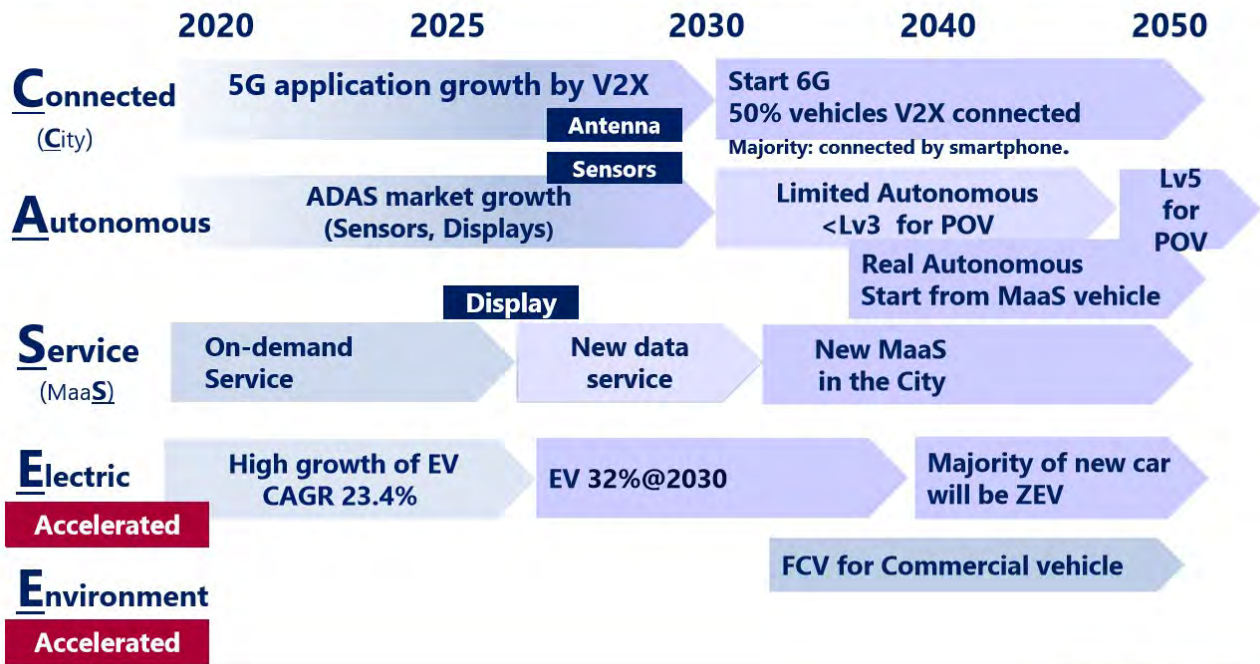 2020 2025 2030 2040 2050
Connected
(City)
5G application growth by V2X
Antenna
Start 6G
50% vehicles V2X connected
Majority: connected by smartphone.
Sensors
Autonomous
ADAS market growth
(Sensors, Displays)
Limited Autonomous
<Lv3 for POV
Lv5
for
POV
Real Autonomous
Start from MaaS vehicle
Display
Service
(MaaS)
On-demand
Service
New data
service
New MaaS
in the City
Electric
Accelerated
High growth of EV
CAGR 23.4%
EV 32%@2030
Majority of new car
will be ZEV
FCV for Commercial vehicle
Environment
Accelerated